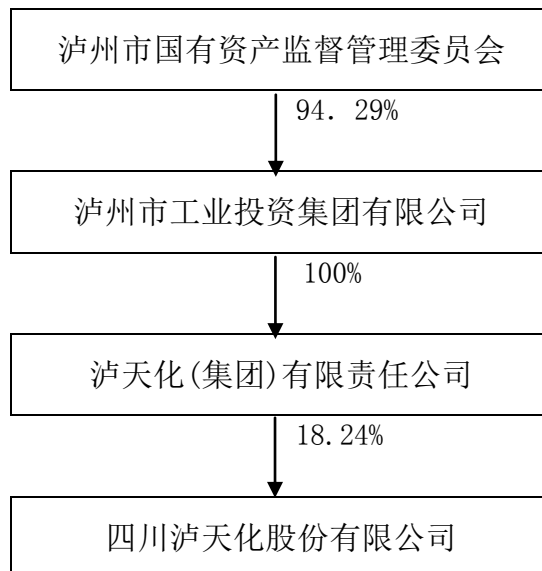 泸州市国有资产监督管理委员会
94. 29%
泸州市工业投资集团有限公司
100%
泸天化(集团)有限责任公司
18.24%
四川泸天化股份有限公司